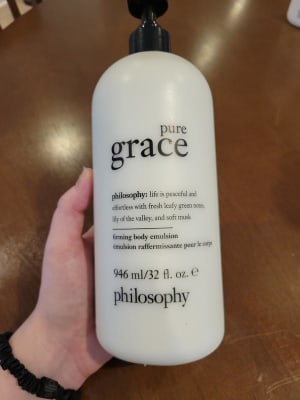 pure
grace
philosophy: life is peaceful and
effortless with fresh leafy green notes,
lily of the valley, and soft musk
firming body emulsion
emulsion raffermissante pour le corps
946 ml/32 fl. oz. ℮
philosophy